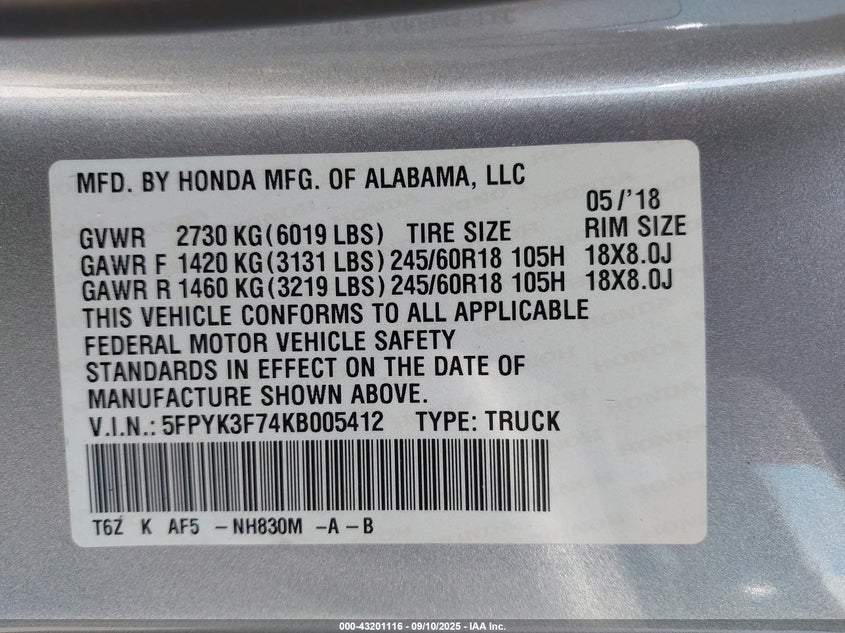 MFD. BY HONDA MFG. OF ALABAMA, LLC
05/'18
GVWR 2730 KG(6019 LBS) TIRE SIZE RIM SIZE
GAWR F 1420 KG(3131 LBS) 245/60R18 105H 18X8.0J
GAWR R 1460 KG(3219 LBS) 245/60R18 105H 18X8.0J
THIS VEHICLE CONFORMS TO ALL APPLICABLE
FEDERAL MOTOR VEHICLE SAFETY
STANDARDS IN EFFECT ON THE DATE OF
MANUFACTURE SHOWN ABOVE.
V.I.N.: 5FPYK3F74KB005412 TYPE: TRUCK
T6Z K AF5 -NH830M -A-B
000-43201116 - 09/10/2025 - IAA Inc.